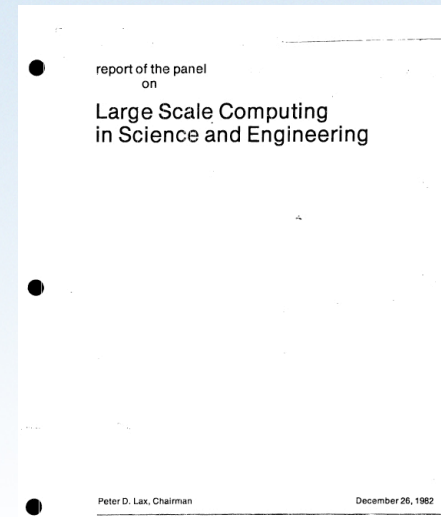 report of the panel
on
Large Scale Computing
in Science and Engineering
Peter D. Lax, Chairman
December 26, 1982